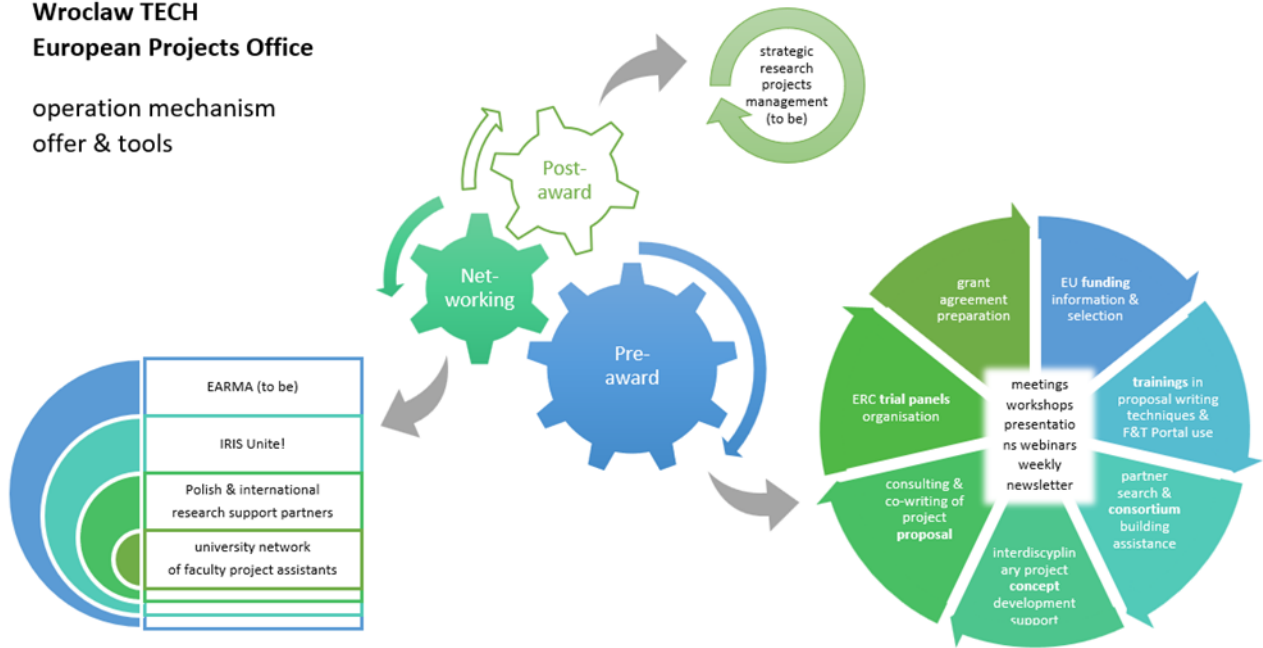 Wroclaw TECH
European Projects Office
operation mechanism
offer & tools
strategic
research
projects
management
(to be)
Post-
award
Net-
working
Pre-
award
EARMA (to be)
IRIS Unite!
Polish & international
research support partners
university network
of faculty project assistants
EU funding
information &
selection
trainings in
proposal writing
techniques &
F&T Portal use
partner
search &
consortium
building
assistance
interdiscyplin
ary project
concept
development
support
consulting &
co-writing of
project
proposal
ERC trial panels
organisation
grant
agreement
preparation
meetings
workshops
presentatio
ns webinars
weekly
newsletter